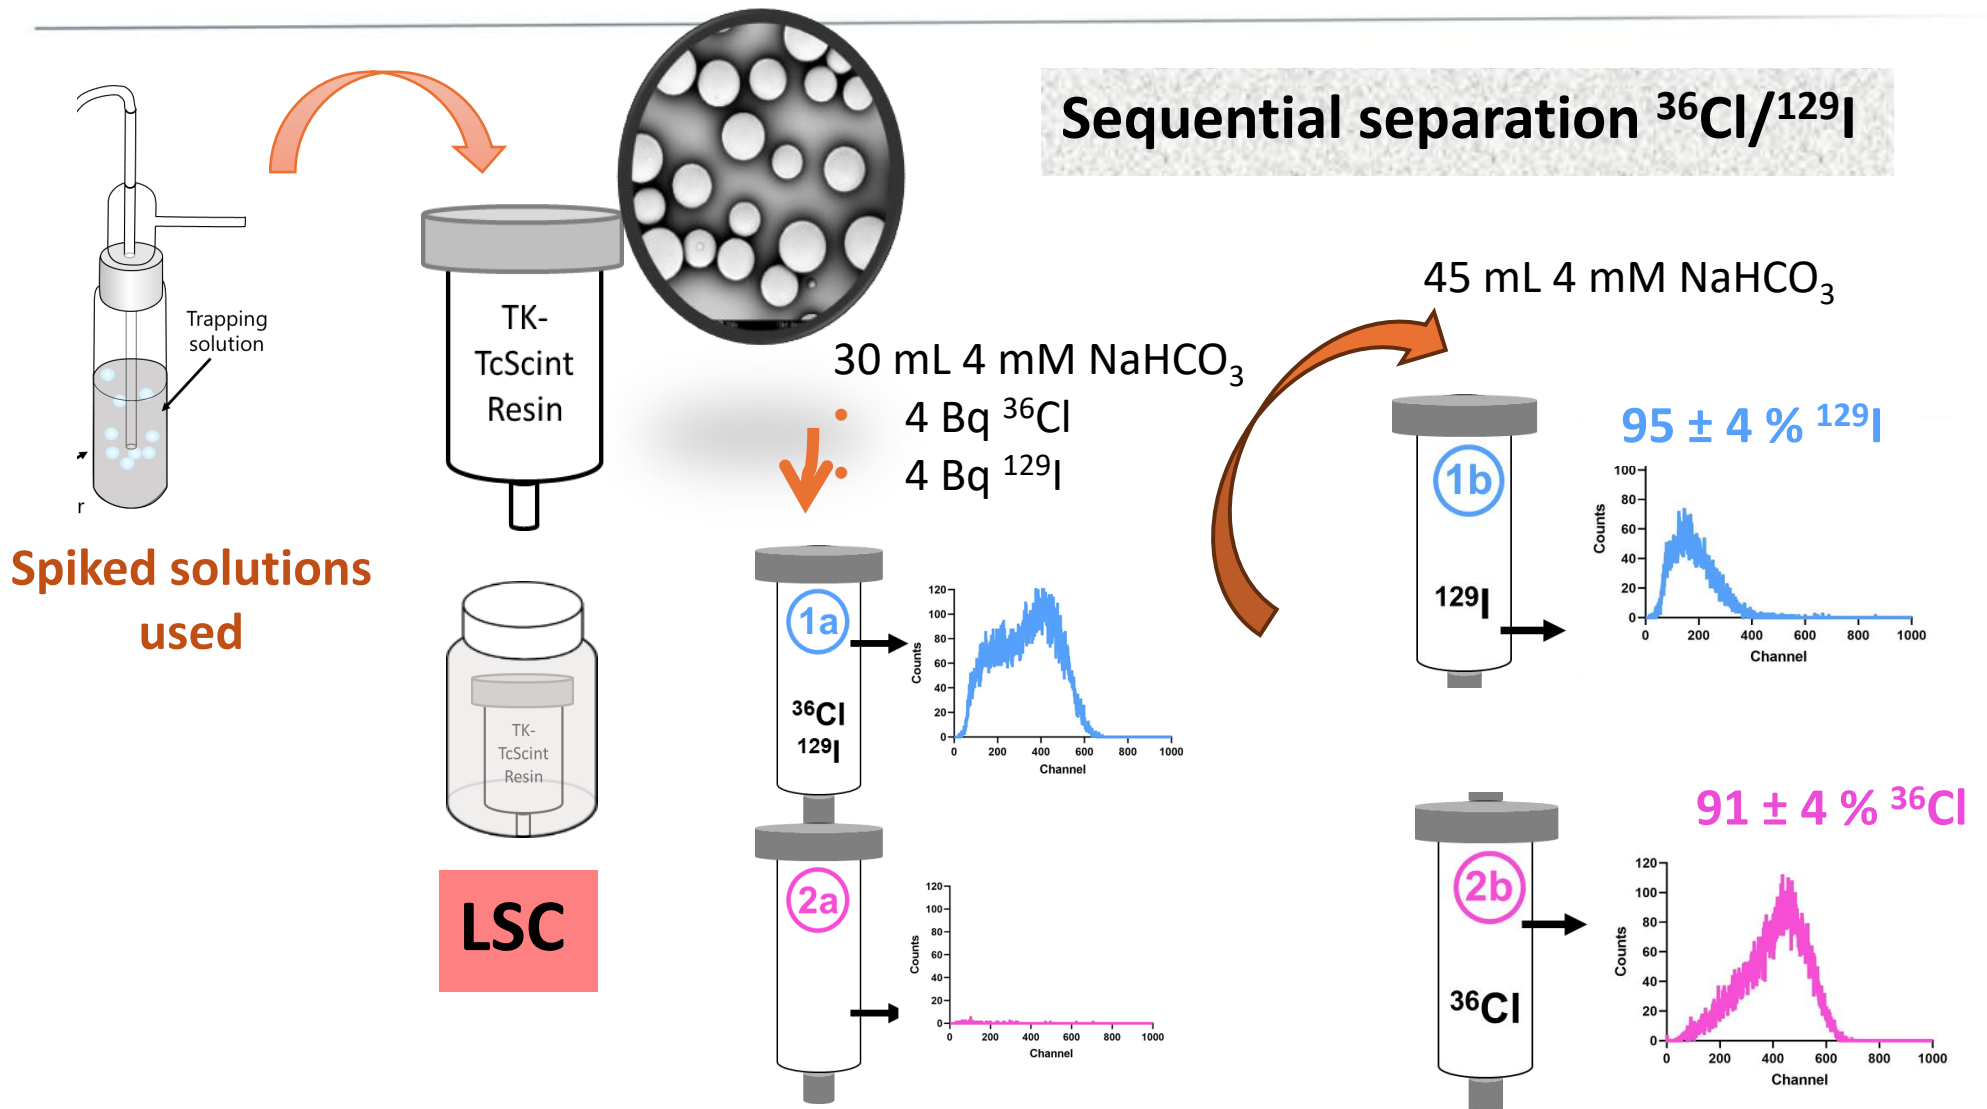 Sequential separation ³⁶Cl/¹²⁹I
Trapping
solution
r
Spiked solutions
used
TK-
TcScint
Resin
TK-
TcScint
Resin
LSC
30 mL 4 mM NaHCO₃
• 4 Bq ³⁶Cl
• 4 Bq ¹²⁹I
1a
³⁶Cl
¹²⁹I
120
100
80
60
40
20
0
Counts
0 200 400 600 800 1000
Channel
2a
120
100
80
60
40
20
0
Counts
0 200 400 600 800 1000
Channel
45 mL 4 mM NaHCO₃
1b
¹²⁹I
95 ± 4 % ¹²⁹I
100
80
60
40
20
0
Counts
0 200 400 600 800 1000
Channel
2b
³⁶Cl
91 ± 4 % ³⁶Cl
120
100
80
60
40
20
0
Counts
0 200 400 600 800 1000
Channel